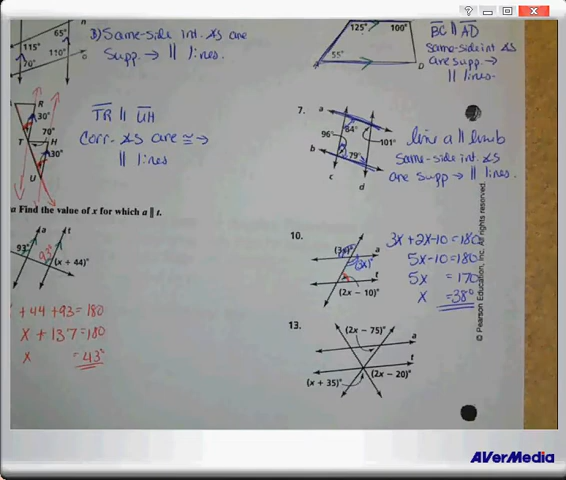 B) Same-side int. ∡s are
supp → || lines.
65°
115°
110°
70°
125°
100°
55°
D
BC || AD
Same-side int ∡s
are supp →
|| lines.
R
30°
70°
T
H
30°
U
TR || UH
Corr. ∡s are ≅ →
|| lines
7.
a
84°
96°
101°
b
79°
c
d
line a || line b
Same-side int. ∡s
are supp → || lines.
a Find the value of x for which a || t.
a
t
93°
93°
(x + 44)°
+ 44 + 93 = 180
x + 137 = 180
x = 43°
10.
(3x)°
a
(3x)°
t
(2x − 10)°
3x + 2x - 10 = 180
5x - 10 = 180
5x = 170
x = 38°
13.
(2x − 75)°
a
t
(x + 35)°
(2x − 20)°
© Pearson Education, Inc. All rights reserved.
AVerMedia